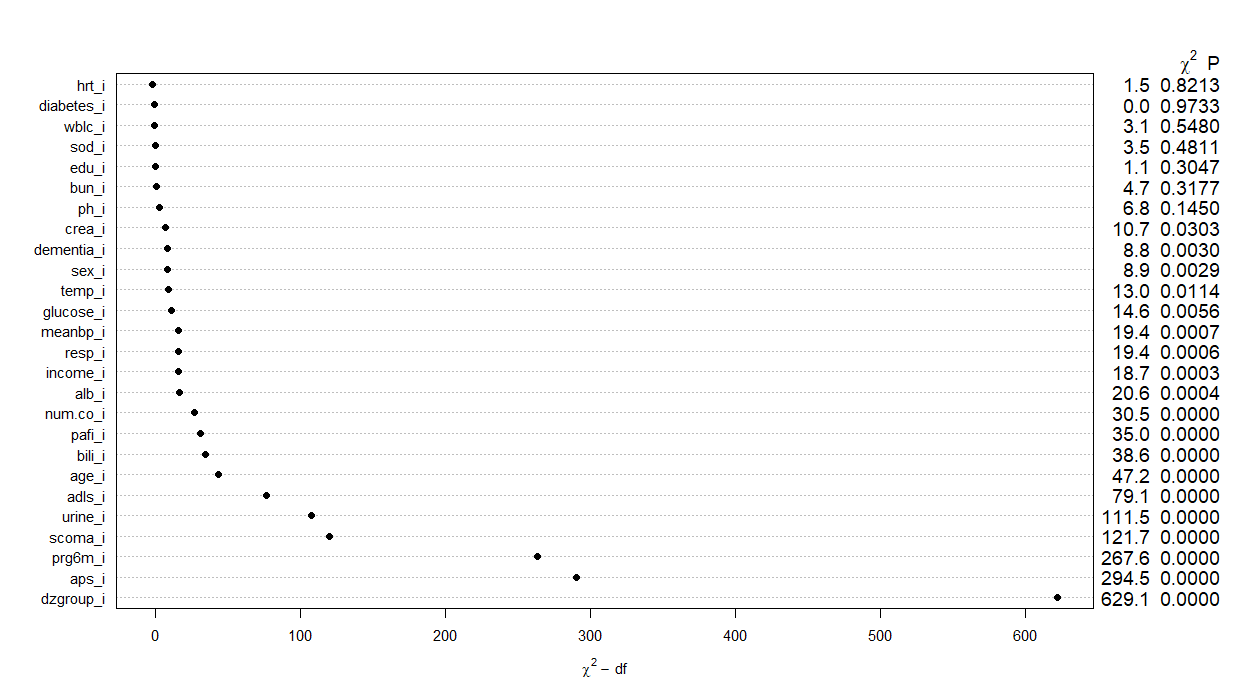 χ2 P
hrt_i 1.5 0.8213
diabetes_i 0.0 0.9733
wblc_i 3.1 0.5480
sod_i 3.5 0.4811
edu_i 1.1 0.3047
bun_i 4.7 0.3177
ph_i 6.8 0.1450
crea_i 10.7 0.0303
dementia_i 8.8 0.0030
sex_i 8.9 0.0029
temp_i 13.0 0.0114
glucose_i 14.6 0.0056
meanbp_i 19.4 0.0007
resp_i 19.4 0.0006
income_i 18.7 0.0003
alb_i 20.6 0.0004
num.co_i 30.5 0.0000
pafi_i 35.0 0.0000
bili_i 38.6 0.0000
age_i 47.2 0.0000
adls_i 79.1 0.0000
urine_i 111.5 0.0000
scoma_i 121.7 0.0000
prg6m_i 267.6 0.0000
aps_i 294.5 0.0000
dzgroup_i 629.1 0.0000
0 100 200 300 400 500 600
χ2 − df